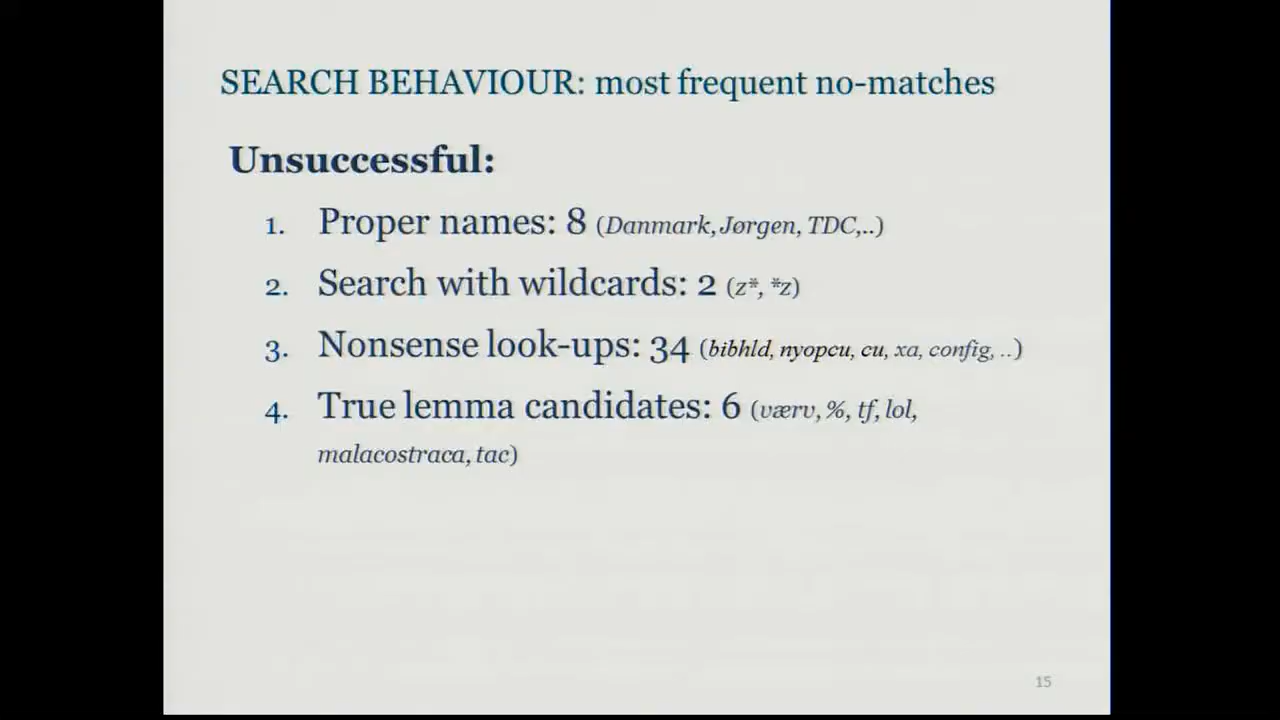 SEARCH BEHAVIOUR: most frequent no-matches
Unsuccessful:
1. Proper names: 8 (Danmark, Jørgen, TDC,..)
2. Search with wildcards: 2 (z*, *z)
3. Nonsense look-ups: 34 (bibhld, nyopcu, cu, xa, config, ..)
4. True lemma candidates: 6 (værv, %, tf, lol,
malacostraca, tac)
15